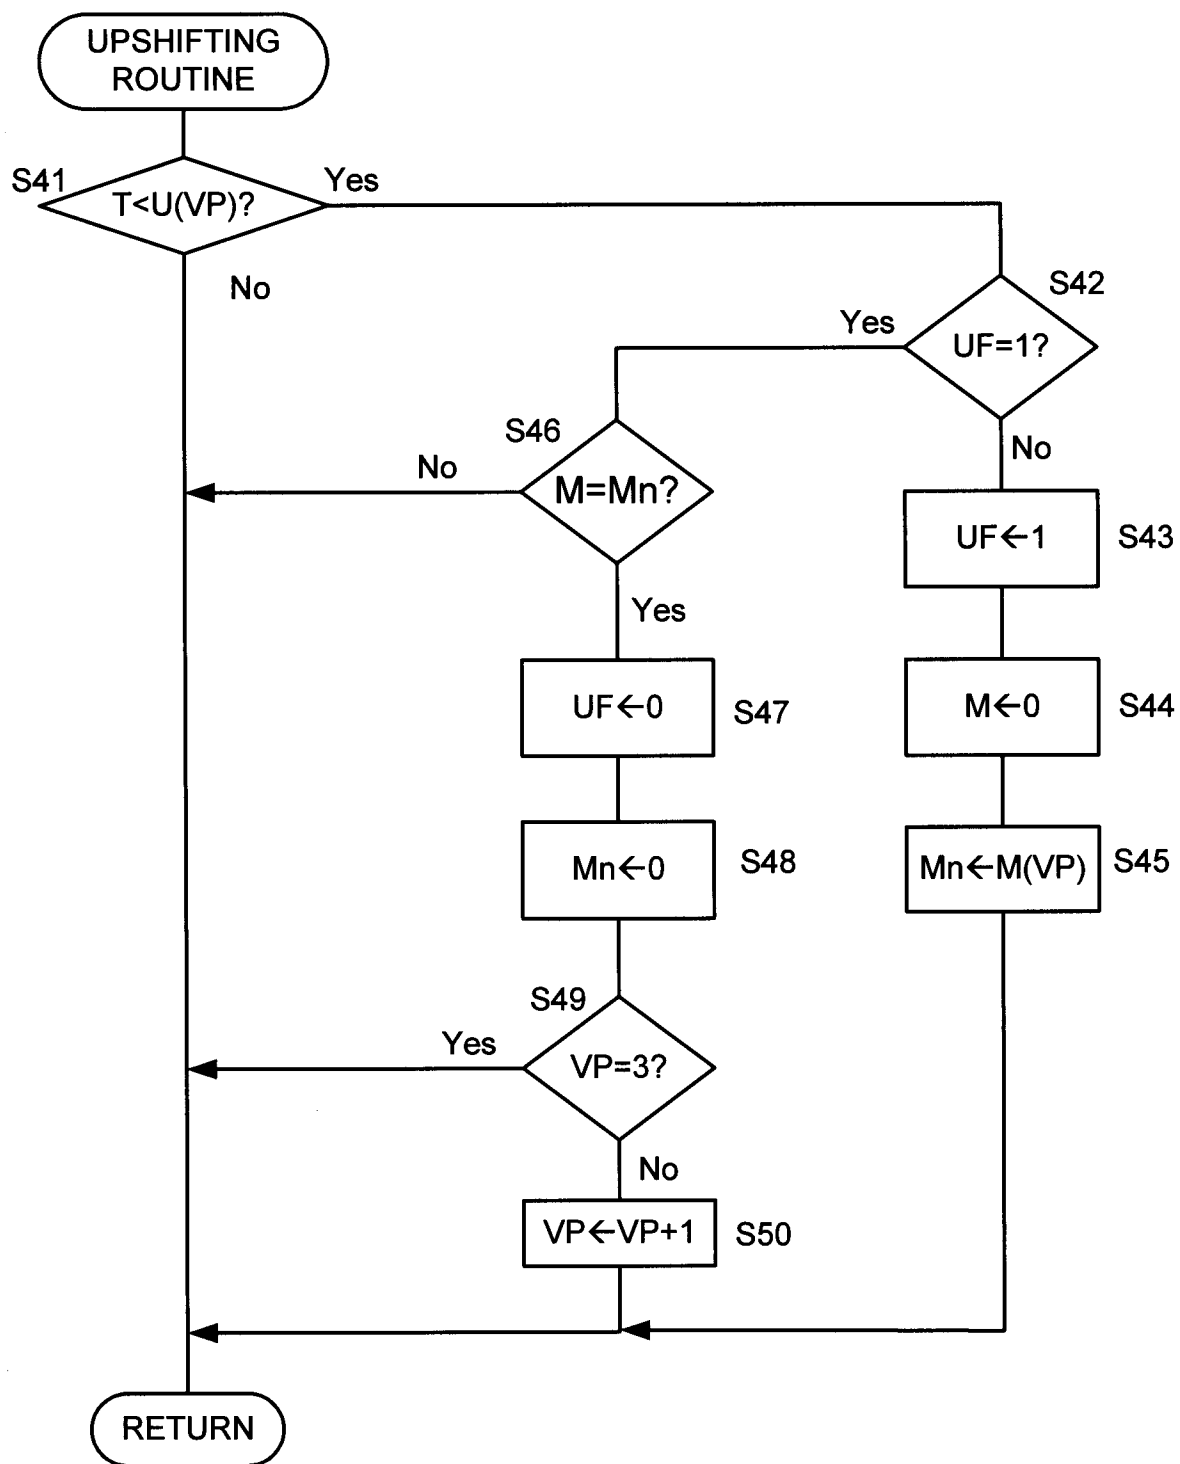 UPSHIFTING
ROUTINE
S41
T<U(VP)?
Yes
No
S42
UF=1?
Yes
No
S46
M=Mn?
No
Yes
UF←1
S43
UF←0
S47
M←0
S44
Mn←0
S48
Mn←M(VP)
S45
S49
VP=3?
Yes
No
VP←VP+1
S50
RETURN